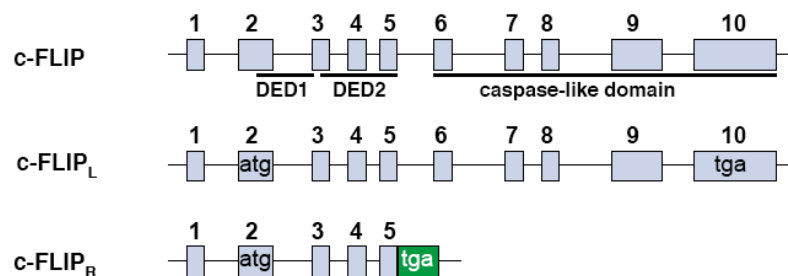 1 2 3 4 5 6 7 8 9 10
c-FLIP
DED1 DED2 caspase-like domain
1 2 3 4 5 6 7 8 9 10
c-FLIPL atg tga
1 2 3 4 5
c-FLIPR atg tga